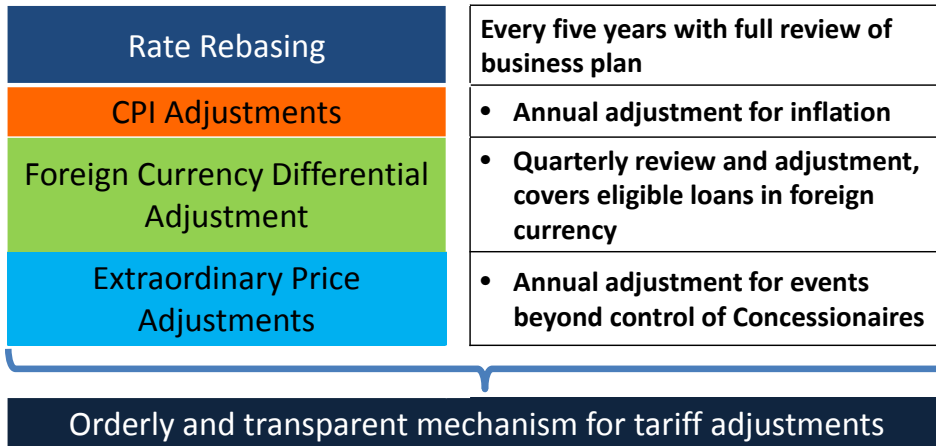 Rate Rebasing
Every five years with full review of
business plan
CPI Adjustments
• Annual adjustment for inflation
Foreign Currency Differential
Adjustment
• Quarterly review and adjustment,
covers eligible loans in foreign
currency
Extraordinary Price
Adjustments
• Annual adjustment for events
beyond control of Concessionaires
Orderly and transparent mechanism for tariff adjustments